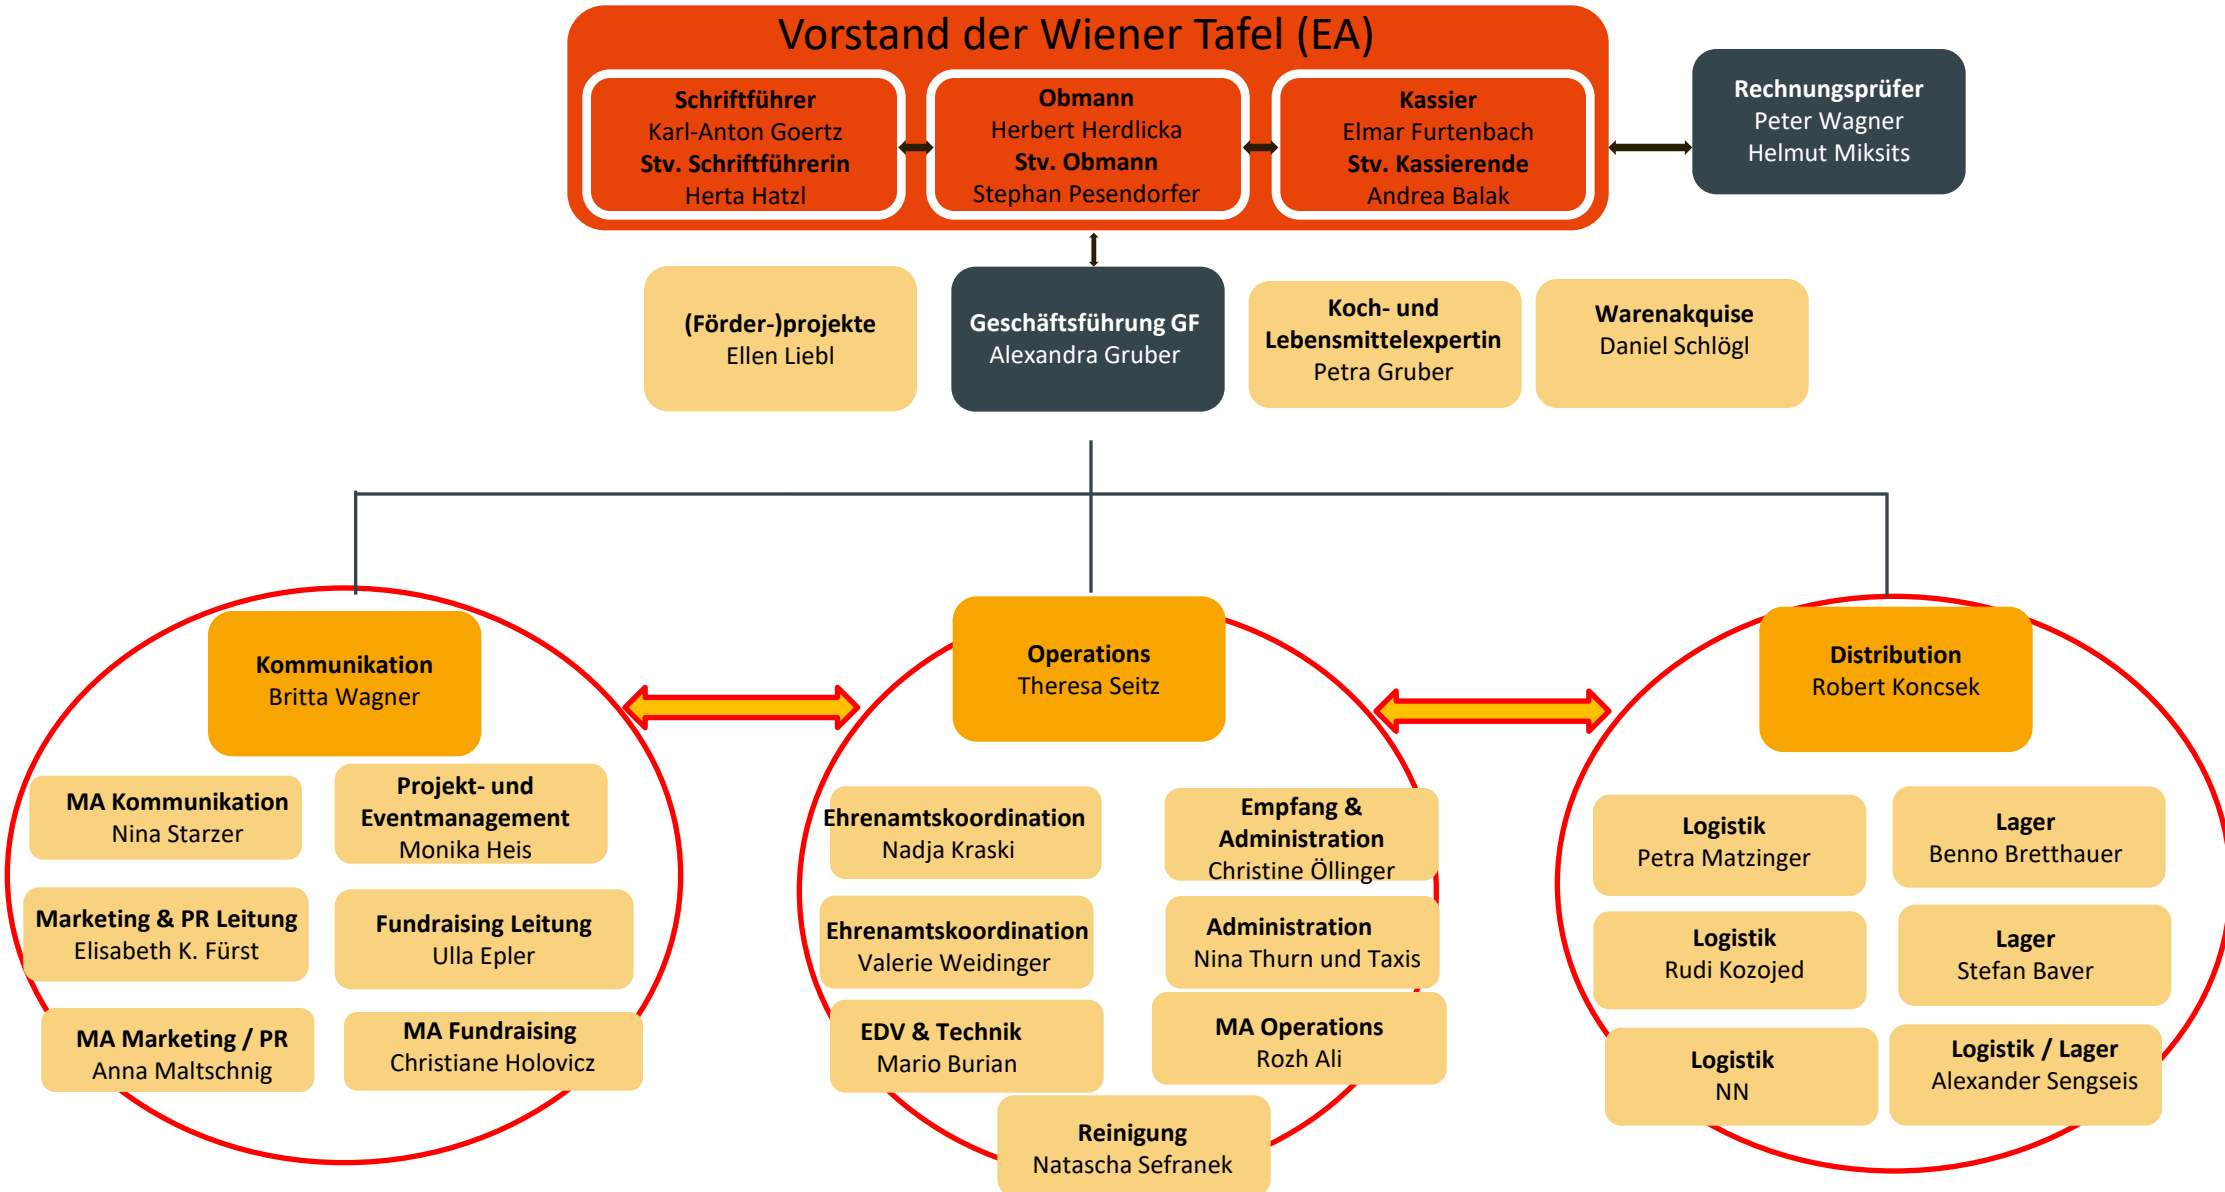 Vorstand der Wiener Tafel (EA)
Schriftführer
Karl-Anton Goertz
Stv. Schriftführerin
Herta Hatzl
Obmann
Herbert Herdlicka
Stv. Obmann
Stephan Pesendorfer
Kassier
Elmar Furtenbach
Stv. Kassierende
Andrea Balak
Rechnungsprüfer
Peter Wagner
Helmut Miksits
(Förder-)projekte
Ellen Liebl
Geschäftsführung GF
Alexandra Gruber
Koch- und
Lebensmittelexpertin
Petra Gruber
Warenakquise
Daniel Schlögl
Kommunikation
Britta Wagner
MA Kommunikation
Nina Starzer
Projekt- und
Eventmanagement
Monika Heis
Marketing & PR Leitung
Elisabeth K. Fürst
Fundraising Leitung
Ulla Epler
MA Marketing / PR
Anna Maltschnig
MA Fundraising
Christiane Holovicz
Operations
Theresa Seitz
Ehrenamtskoordination
Nadja Kraski
Empfang &
Administration
Christine Öllinger
Ehrenamtskoordination
Valerie Weidinger
Administration
Nina Thurn und Taxis
EDV & Technik
Mario Burian
MA Operations
Rozh Ali
Reinigung
Natascha Sefranek
Distribution
Robert Koncsek
Logistik
Petra Matzinger
Lager
Benno Bretthauer
Logistik
Rudi Kozojed
Lager
Stefan Baver
Logistik
NN
Logistik / Lager
Alexander Sengseis